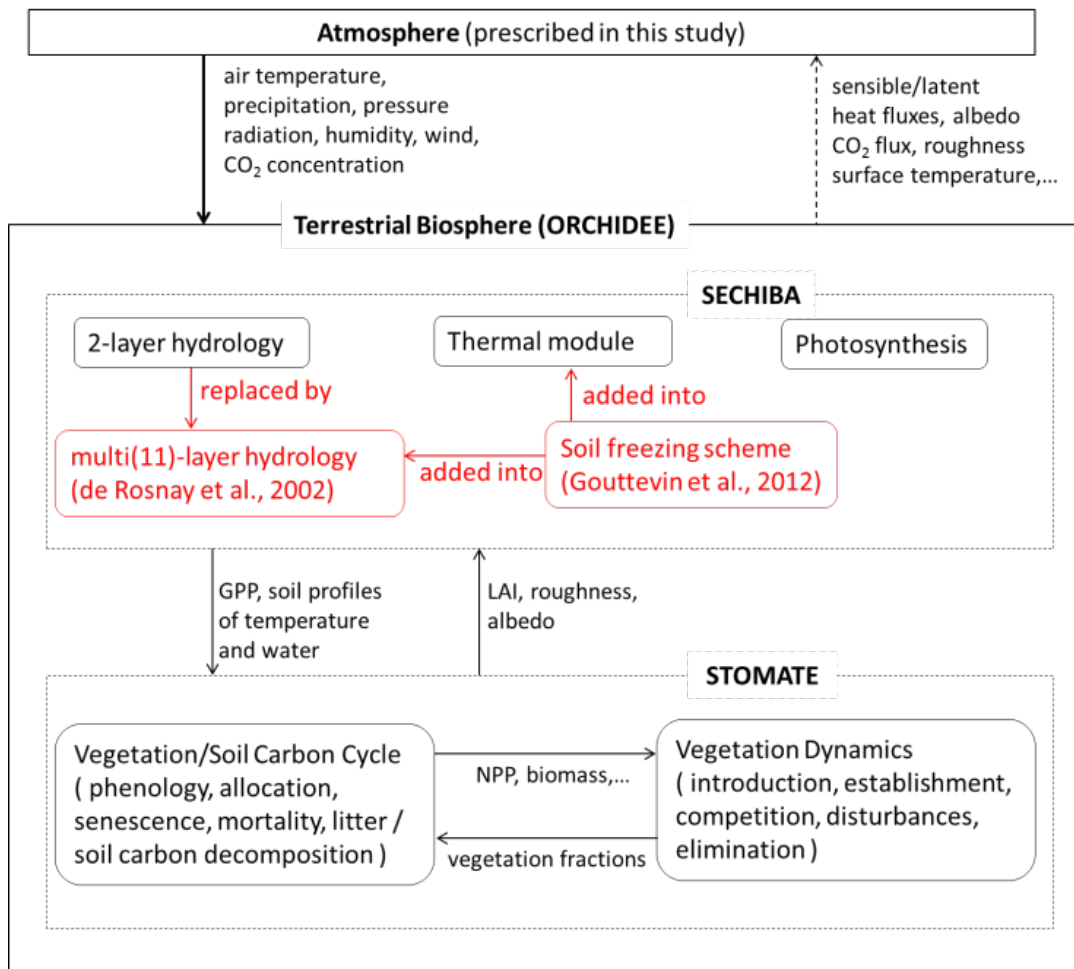 Atmosphere (prescribed in this study)
air temperature,
precipitation, pressure
radiation, humidity, wind,
CO₂ concentration
sensible/latent
heat fluxes, albedo
CO₂ flux, roughness
surface temperature,...
Terrestrial Biosphere (ORCHIDEE)
SECHIBA
2-layer hydrology
Thermal module
Photosynthesis
replaced by
added into
multi(11)-layer hydrology
(de Rosnay et al., 2002)
added into
Soil freezing scheme
(Gouttevin et al., 2012)
GPP, soil profiles
of temperature
and water
LAI, roughness,
albedo
STOMATE
Vegetation/Soil Carbon Cycle
( phenology, allocation,
senescence, mortality, litter /
soil carbon decomposition )
NPP, biomass,...
vegetation fractions
Vegetation Dynamics
( introduction, establishment,
competition, disturbances,
elimination )